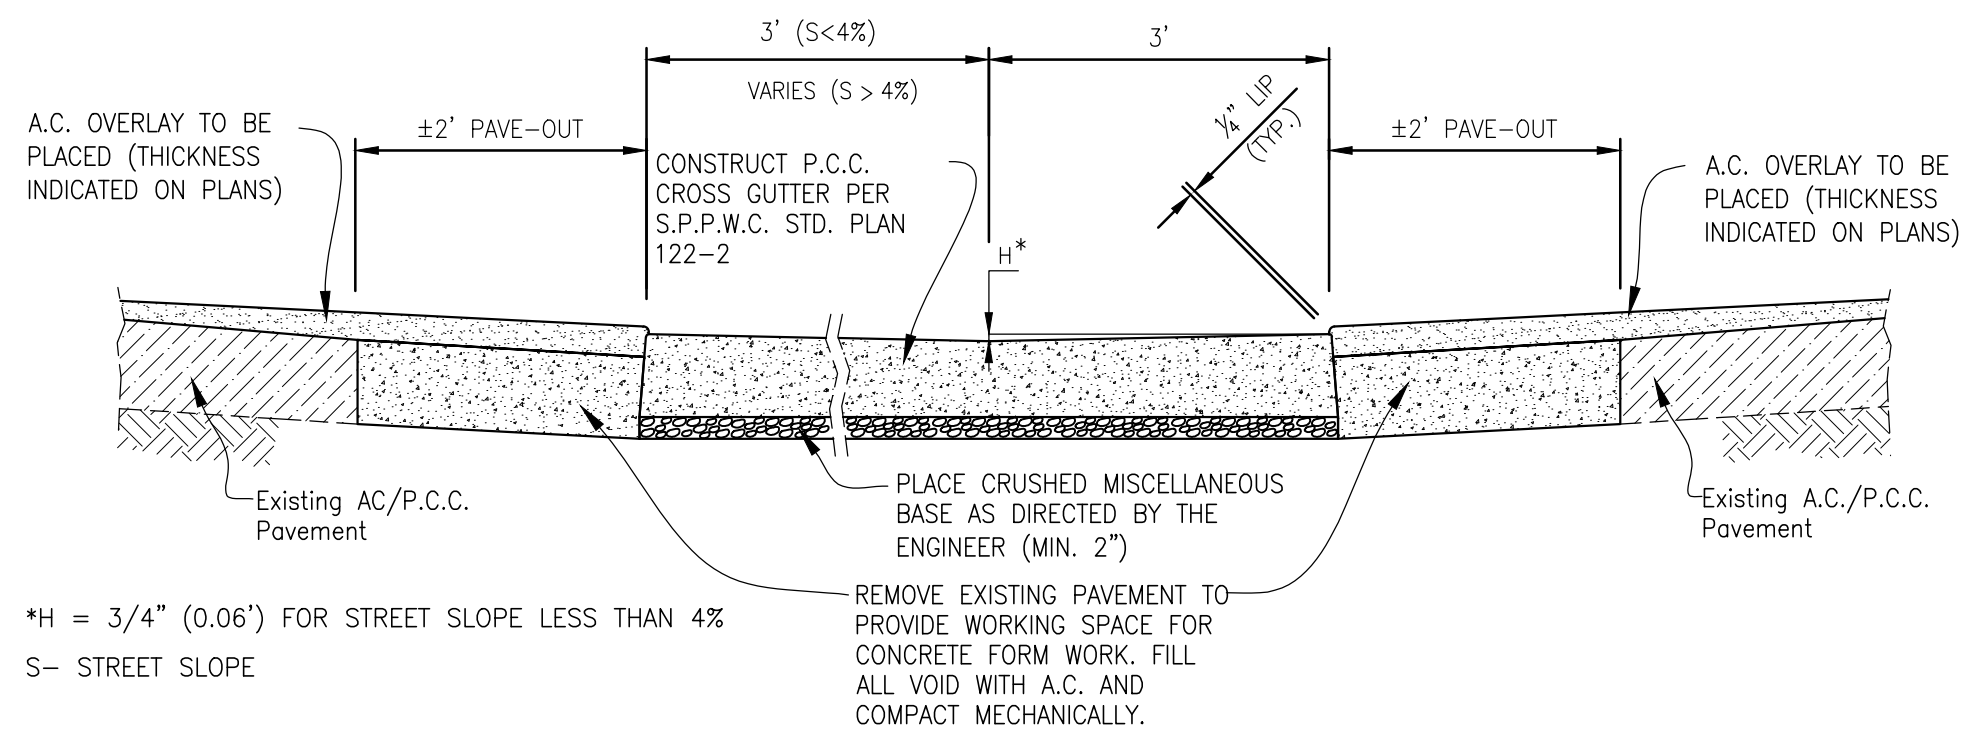 3' (S<4%)
3'
VARIES (S > 4%)
1/4" LIP
(TYP.)
A.C. OVERLAY TO BE
PLACED (THICKNESS
INDICATED ON PLANS)
±2' PAVE-OUT
±2' PAVE-OUT
CONSTRUCT P.C.C.
CROSS GUTTER PER
S.P.P.W.C. STD. PLAN
122-2
A.C. OVERLAY TO BE
PLACED (THICKNESS
INDICATED ON PLANS)
H*
Existing AC/P.C.C.
Pavement
PLACE CRUSHED MISCELLANEOUS
BASE AS DIRECTED BY THE
ENGINEER (MIN. 2")
Existing A.C./P.C.C.
Pavement
REMOVE EXISTING PAVEMENT TO
PROVIDE WORKING SPACE FOR
CONCRETE FORM WORK. FILL
ALL VOID WITH A.C. AND
COMPACT MECHANICALLY.
*H = 3/4" (0.06') FOR STREET SLOPE LESS THAN 4%
S- STREET SLOPE